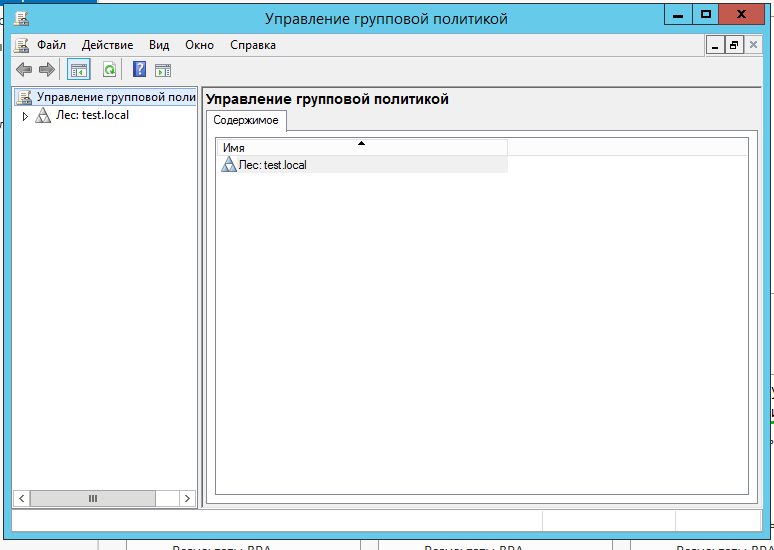 Управление групповой политикой
Файл Действие Вид Окно Справка
Управление групповой поли
Лес: test.local
Управление групповой политикой
Содержимое
Имя
Лес: test.local